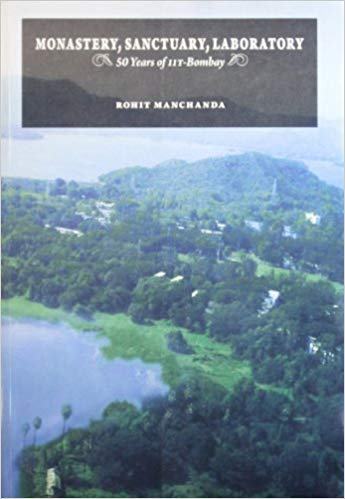 MONASTERY, SANCTUARY, LABORATORY
50 Years of IIT-Bombay
ROHIT MANCHANDA